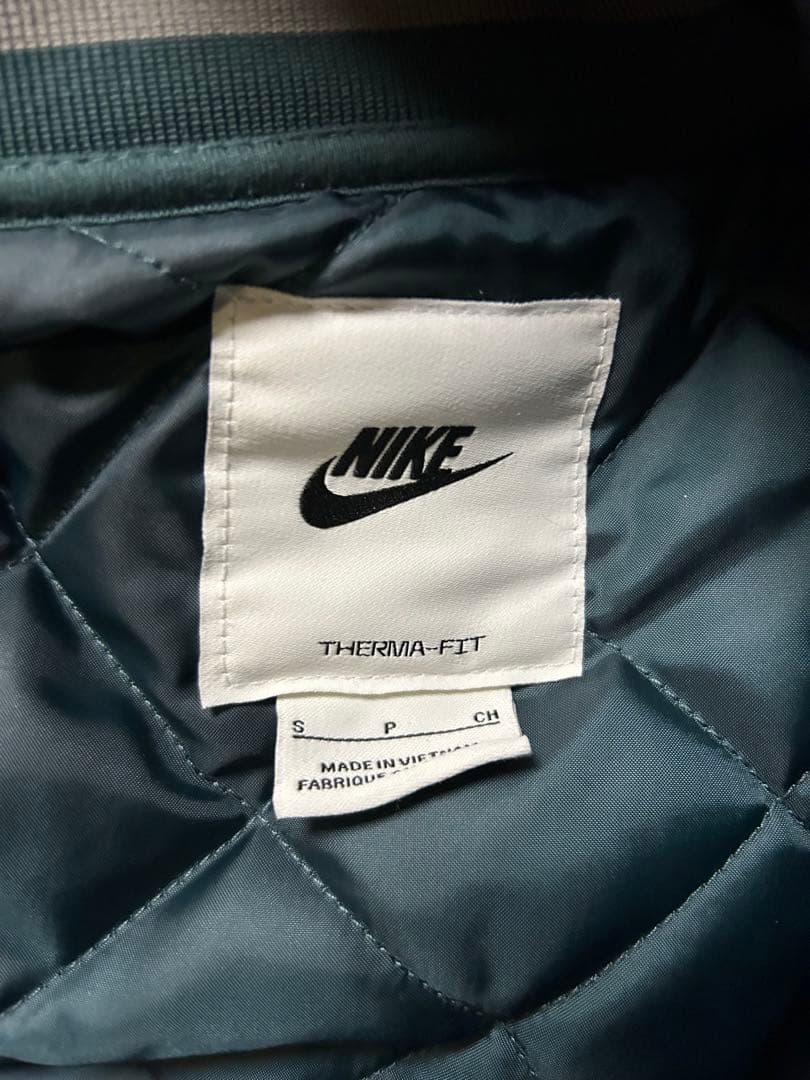 NIKE
THERMA-FIT
S P CH
MADE IN VIETNAM